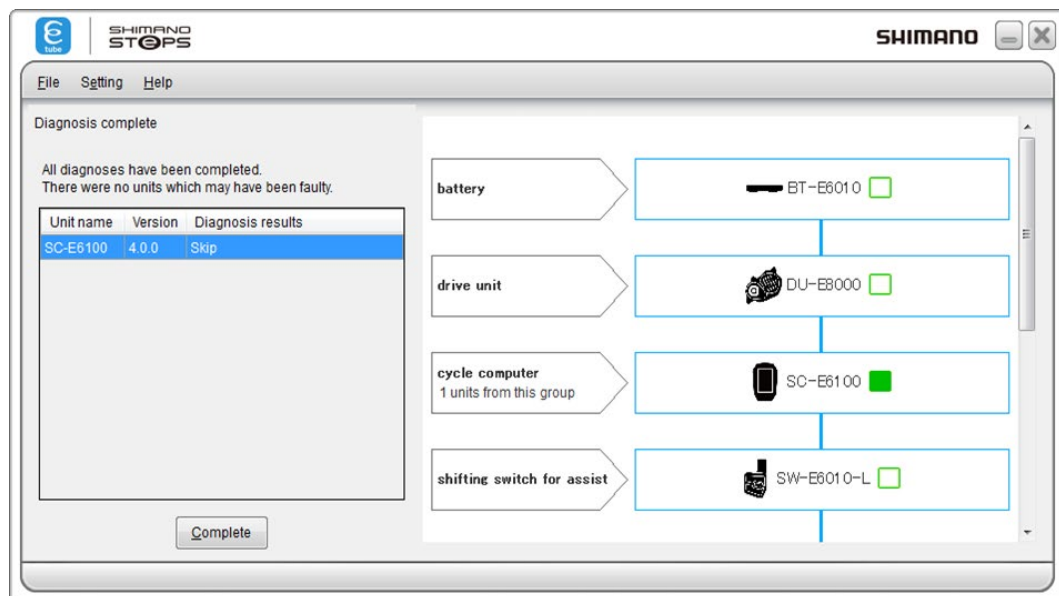 e tube
SHIMANO STePS
SHIMANO
File Setting Help
Diagnosis complete
All diagnoses have been completed.
There were no units which may have been faulty.
Unit name Version Diagnosis results
SC-E6100 4.0.0 Skip
Complete
battery
BT-E6010
drive unit
DU-E8000
cycle computer
1 units from this group
SC-E6100
shifting switch for assist
SW-E6010-L